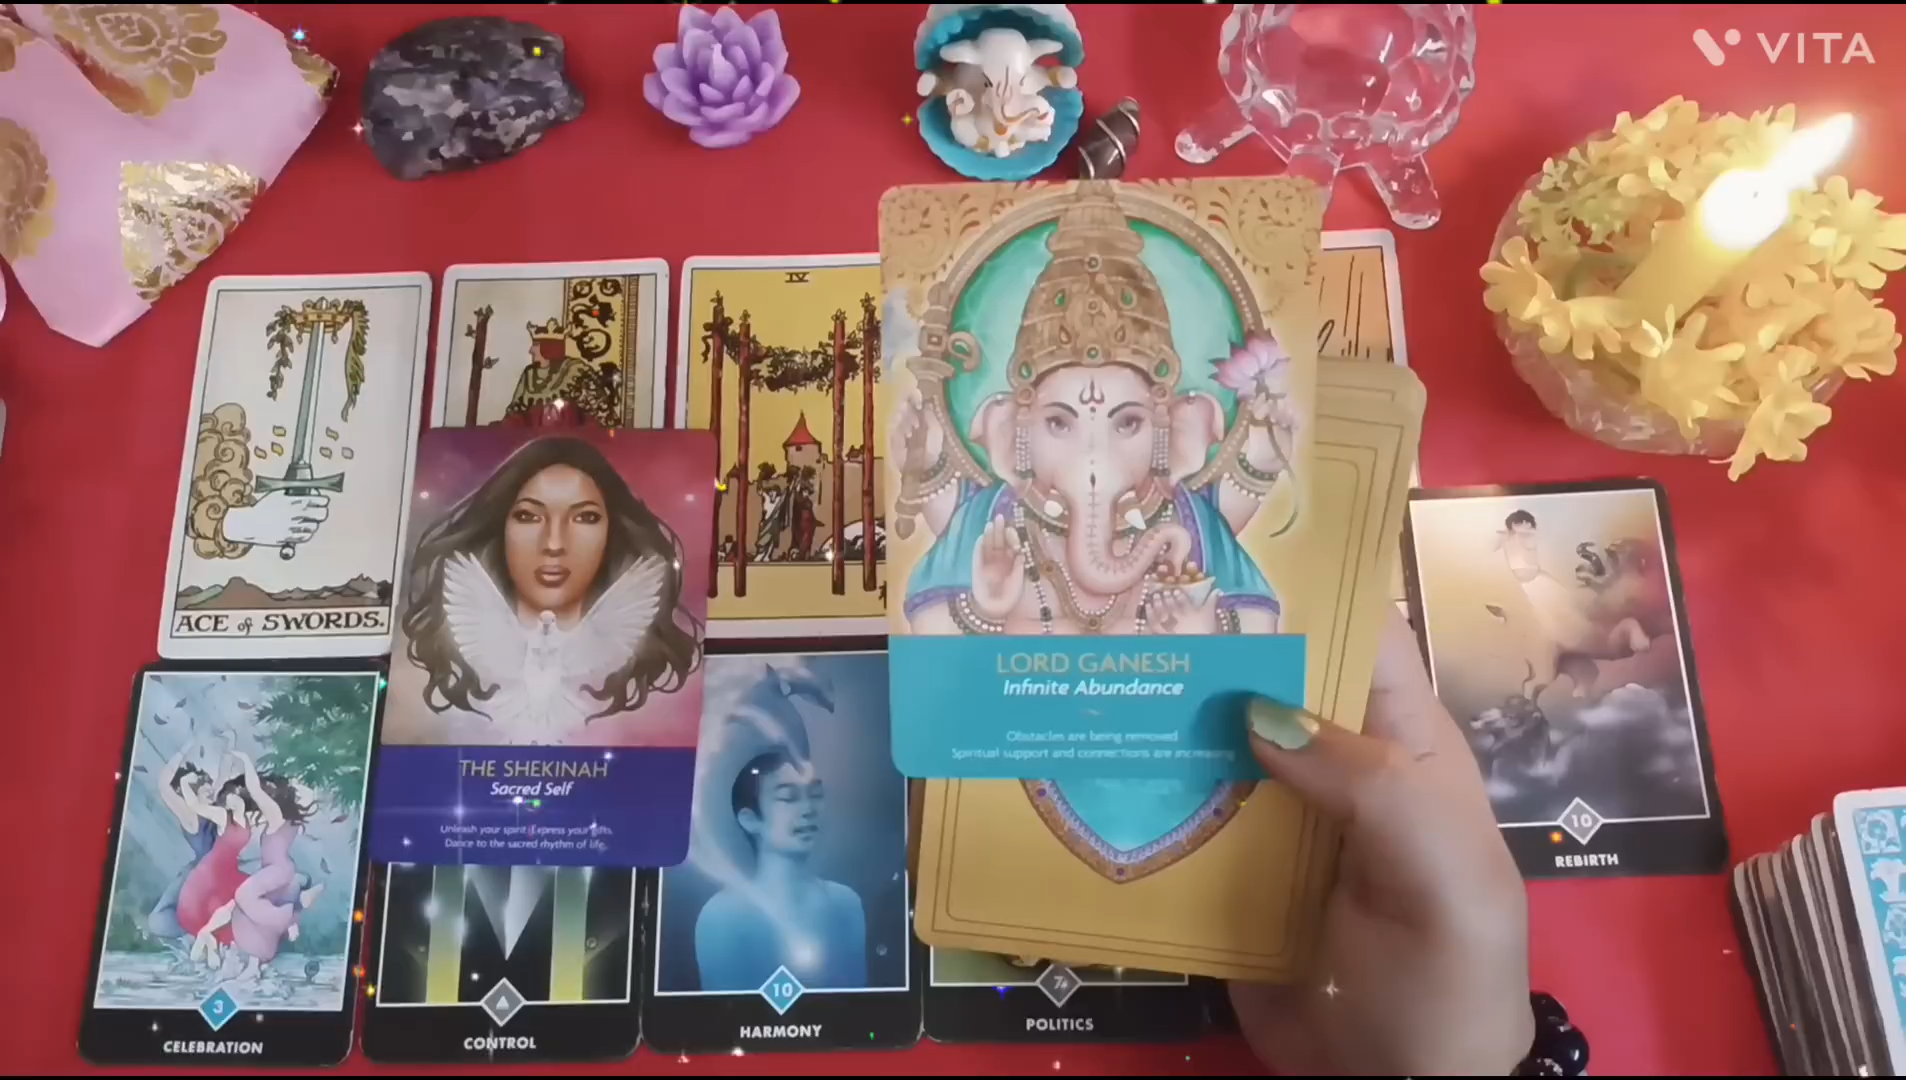 VITA
IV
ACE of SWORDS.
LORD GANESH
Infinite Abundance
Obstacles are being removed
Spiritual support and connections are increasing
THE SHEKINAH
Sacred Self
Unleash your spirit. Express your gifts.
Dance to the sacred rhythm of life.
10
REBIRTH
3
CELEBRATION
CONTROL
10
HARMONY
7
POLITICS